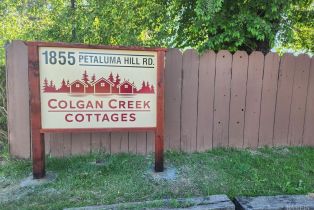 1855 PETALUMA HILL RD.
COLGAN CREEK
COTTAGES